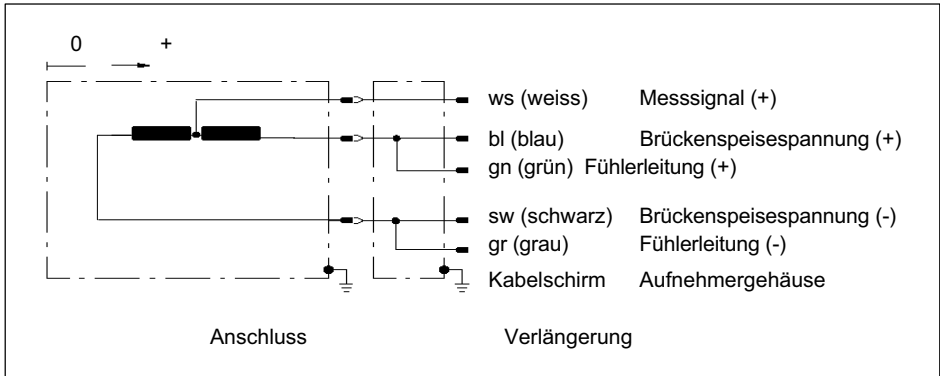 0 +
ws (weiss) Messsignal (+)
bl (blau) Brückenspeisespannung (+)
gn (grün) Fühlerleitung (+)
sw (schwarz) Brückenspeisespannung (-)
gr (grau) Fühlerleitung (-)
Kabelschirm Aufnehmergehäuse
Anschluss Verlängerung